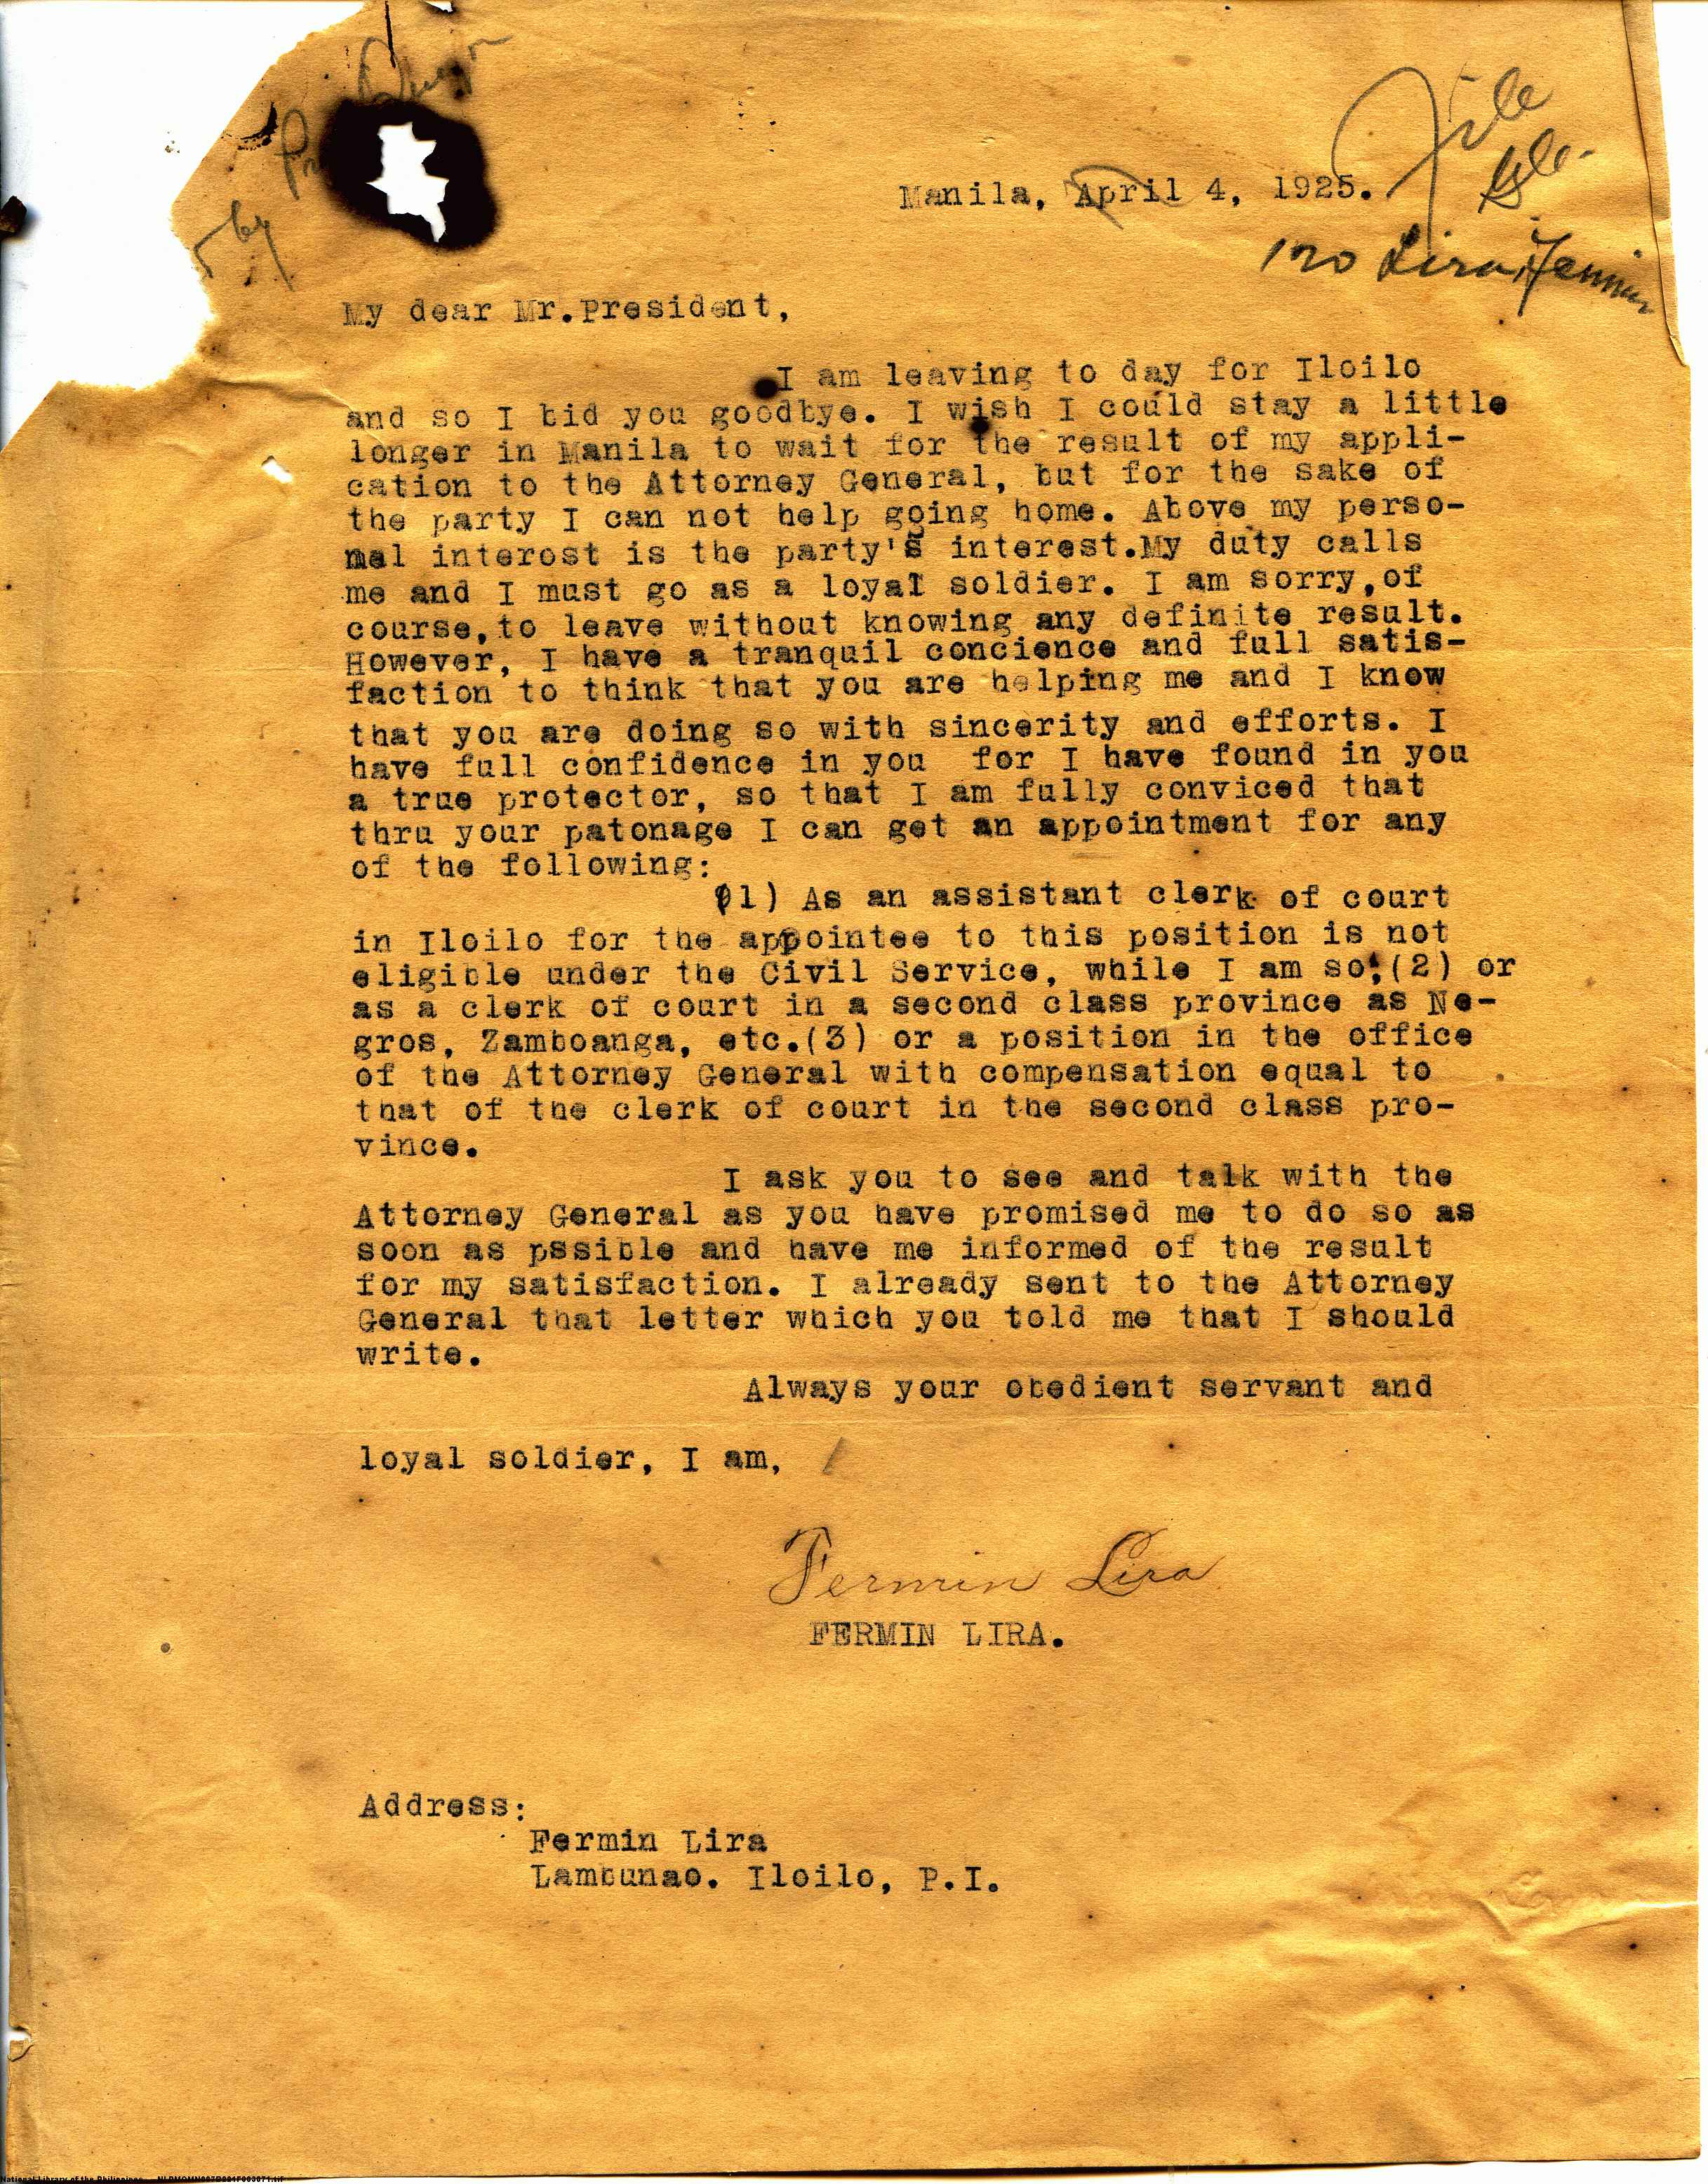 File
Manila, April 4, 1925.
by
120 Lira, Fermin
My dear Mr.President,
I am leaving to day for Iloilo
and so I bid you goodbye. I wish I could stay a little
longer in Manila to wait for the result of my appli-
cation to the Attorney General, but for the sake of
the party I can not help going home. Above my perso-
nal interest is the party's interest.My duty calls
me and I must go as a loyal soldier. I am sorry,of
course,to leave without knowing any definite result.
However, I have a tranquil concience and full satis-
faction to think that you are helping me and I know
that you are doing so with sincerity and efforts. I
have full confidence in you for I have found in you
a true protector, so that I am fully conviced that
thru your patonage I can get an appointment for any
of the following:
(1) As an assistant clerk of court
in Iloilo for the appointee to this position is not
eligible under the Civil Service, while I am so;(2) or
as a clerk of court in a second class province as Ne-
gros, Zamboanga, etc.(3) or a position in the office
of the Attorney General with compensation equal to
that of the clerk of court in the second class pro-
vince.
I ask you to see and talk with the
Attorney General as you have promised me to do so as
soon as pssible and have me informed of the result
for my satisfaction. I already sent to the Attorney
General that letter which you told me that I should
write.
Always your obedient servant and
loyal soldier, I am,
Fermin Lira
FERMIN LIRA.
Address:
Fermin Lira
Lambunao. Iloilo, P.I.
National Library of the Philippines